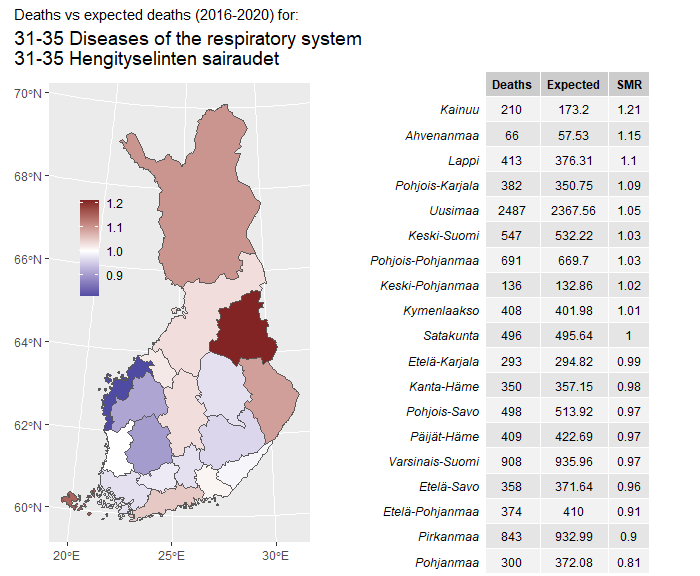 Deaths vs expected deaths (2016-2020) for:
31-35 Diseases of the respiratory system
31-35 Hengityselinten sairaudet
70°N
68°N
66°N
64°N
62°N
60°N
20°E 25°E 30°E
1.2
1.1
1.0
0.9
Deaths Expected SMR
Kainuu 210 173.2 1.21
Ahvenanmaa 66 57.53 1.15
Lappi 413 376.31 1.1
Pohjois-Karjala 382 350.75 1.09
Uusimaa 2487 2367.56 1.05
Keski-Suomi 547 532.22 1.03
Pohjois-Pohjanmaa 691 669.7 1.03
Keski-Pohjanmaa 136 132.86 1.02
Kymenlaakso 408 401.98 1.01
Satakunta 496 495.64 1
Etelä-Karjala 293 294.82 0.99
Kanta-Häme 350 357.15 0.98
Pohjois-Savo 498 513.92 0.97
Päijät-Häme 409 422.69 0.97
Varsinais-Suomi 908 935.96 0.97
Etelä-Savo 358 371.64 0.96
Etelä-Pohjanmaa 374 410 0.91
Pirkanmaa 843 932.99 0.9
Pohjanmaa 300 372.08 0.81